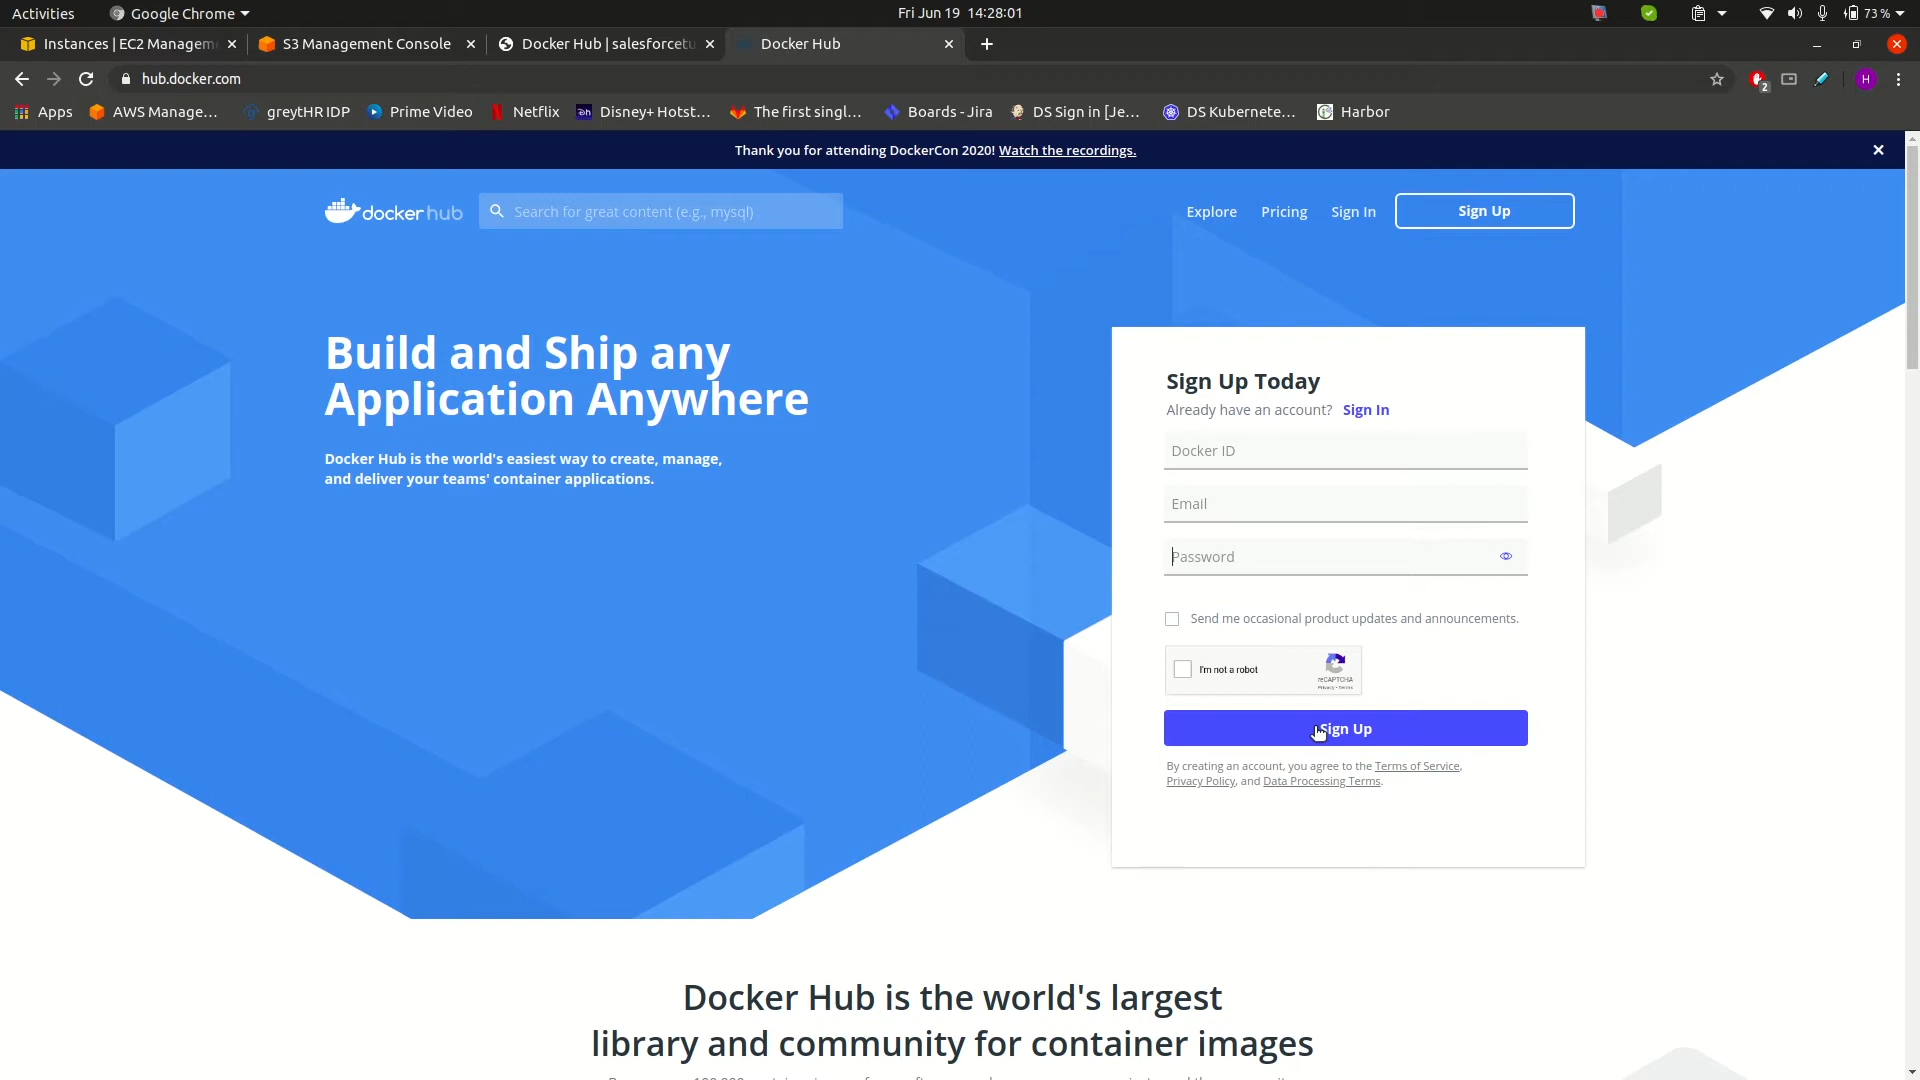 Activities
Google Chrome
Fri Jun 19 14:28:01
73 %
Instances | EC2 Managem
S3 Management Console
Docker Hub | salesforcetu
Docker Hub
hub.docker.com
2
H
Apps
AWS Manage...
greytHR IDP
Prime Video
Netflix
Disney+ Hotst...
The first singl...
Boards - Jira
DS Sign in [Je...
DS Kubernete...
Harbor
Thank you for attending DockerCon 2020! Watch the recordings.
docker hub
Search for great content (e.g., mysql)
Explore
Pricing
Sign In
Sign Up
Build and Ship any
Application Anywhere
Docker Hub is the world's easiest way to create, manage,
and deliver your teams' container applications.
Sign Up Today
Already have an account? Sign In
Docker ID
Email
Password
Send me occasional product updates and announcements.
I'm not a robot
reCAPTCHA
Privacy - Terms
Sign Up
By creating an account, you agree to the Terms of Service,
Privacy Policy, and Data Processing Terms.
Docker Hub is the world's largest
library and community for container images